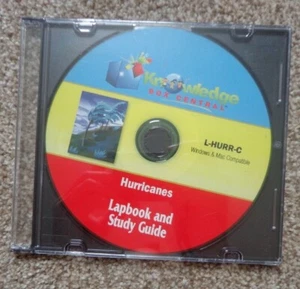 Knowledge
BOX CENTRAL
L-HURR-C
Windows & Mac Compatible
Hurricanes
Lapbook and
Study Guide